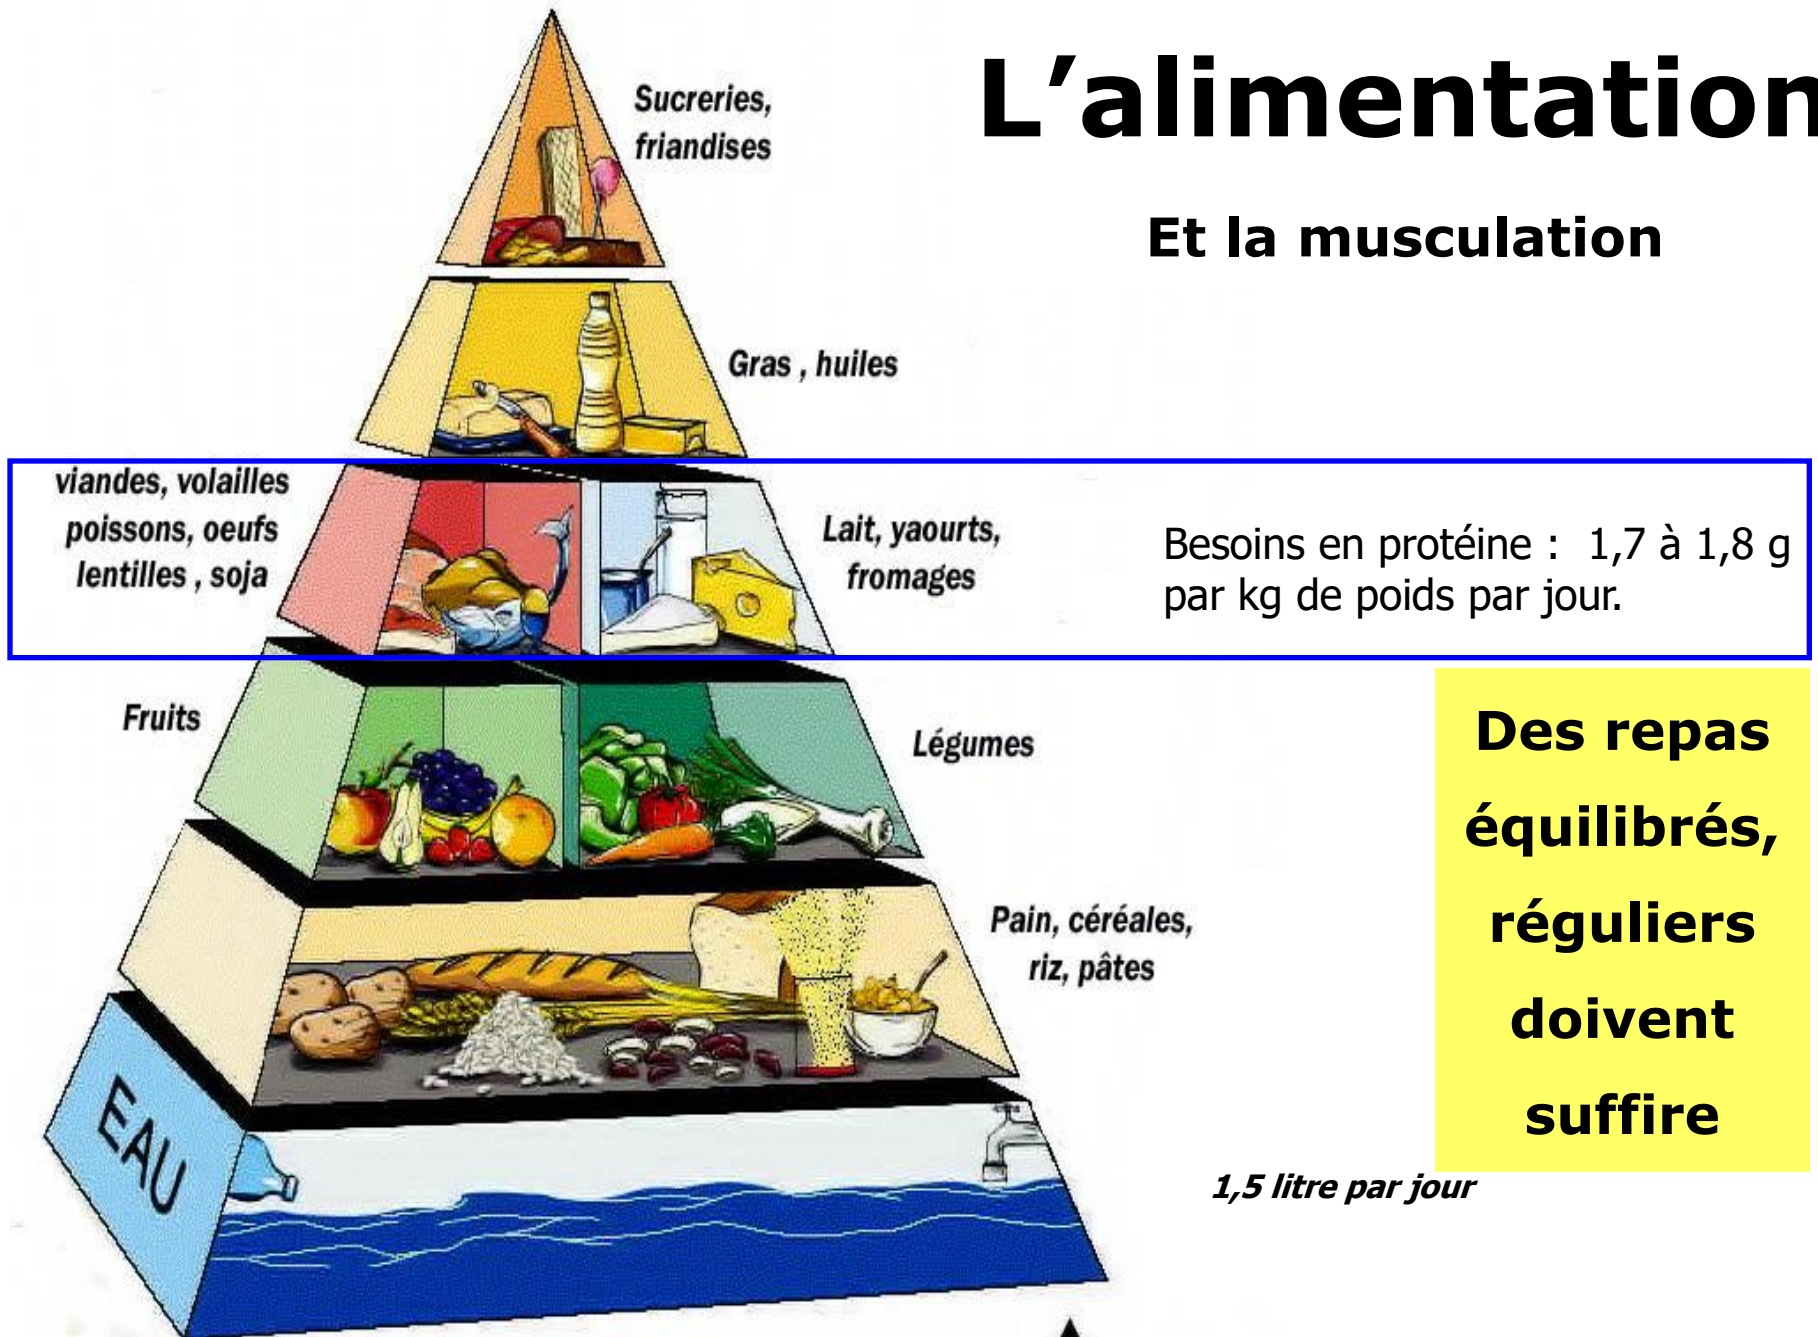 L’alimentation
Et la musculation
Sucreries,
friandises
Gras , huiles
viandes, volailles
poissons, oeufs
lentilles , soja
Lait, yaourts,
fromages
Besoins en protéine :  1,7 à 1,8 g
par kg de poids par jour.
Fruits
Légumes
Des repas
équilibrés,
réguliers
doivent
suffire
Pain, céréales,
riz, pâtes
EAU
1,5 litre par jour